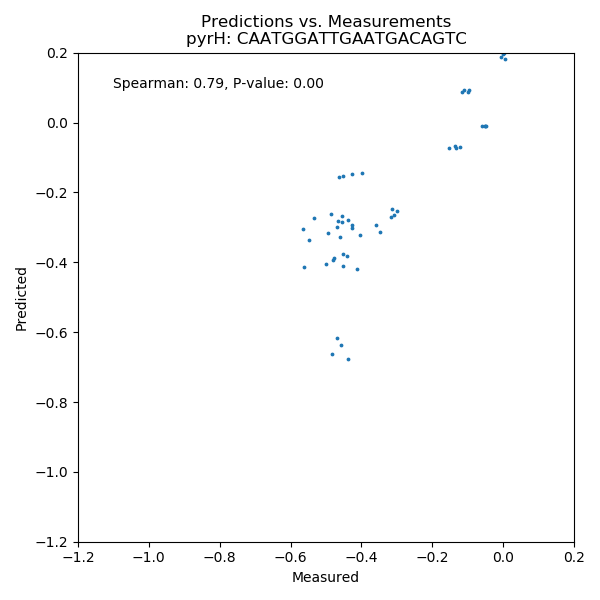 Predictions vs. Measurements
pyrH: CAATGGATTGAATGACAGTC
Spearman: 0.79, P-value: 0.00
0.2
0.0
−0.2
−0.4
−0.6
−0.8
−1.0
−1.2
Predicted
−1.2 −1.0 −0.8 −0.6 −0.4 −0.2 0.0 0.2
Measured